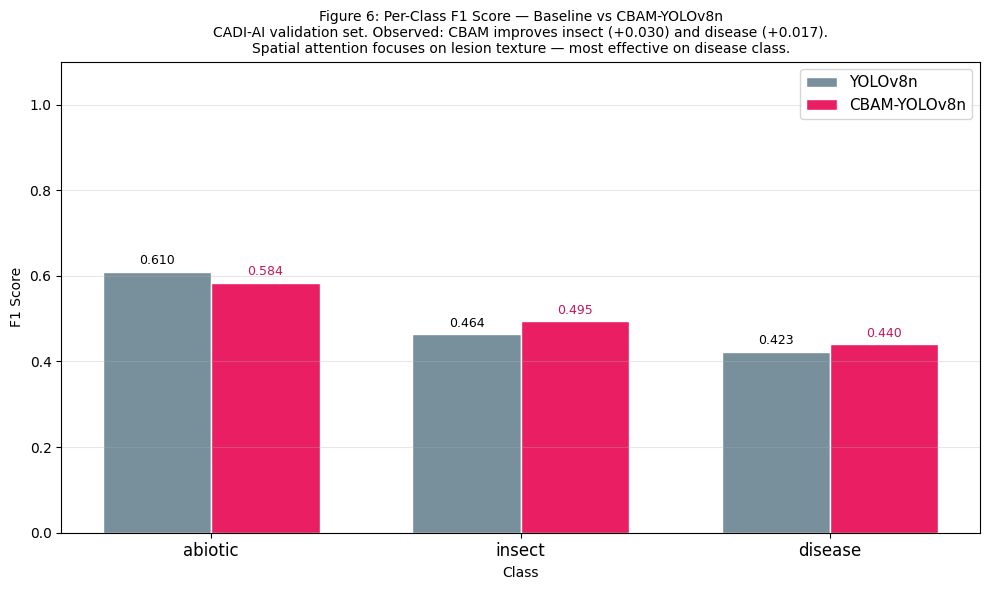 Figure 6: Per-Class F1 Score — Baseline vs CBAM-YOLOv8n
CADI-AI validation set. Observed: CBAM improves insect (+0.030) and disease (+0.017).
Spatial attention focuses on lesion texture — most effective on disease class.
YOLOv8n
CBAM-YOLOv8n
F1 Score
1.0
0.8
0.6
0.4
0.2
0.0
0.610
0.584
0.464
0.495
0.423
0.440
abiotic
insect
disease
Class